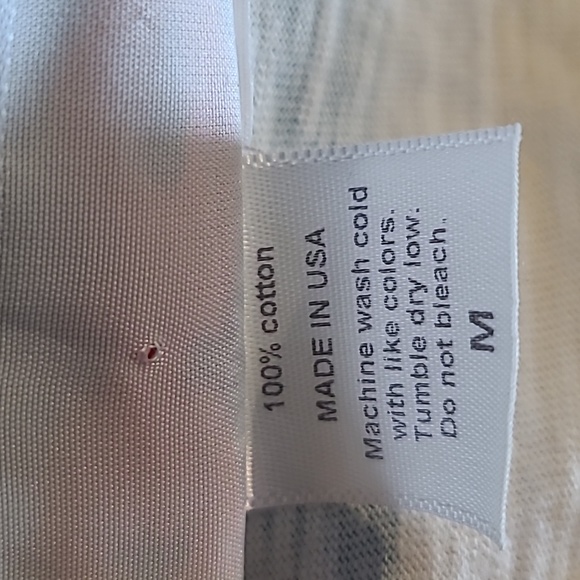 100% cotton
MADE IN USA
Machine wash cold
with like colors.
Tumble dry low.
Do not bleach.
M